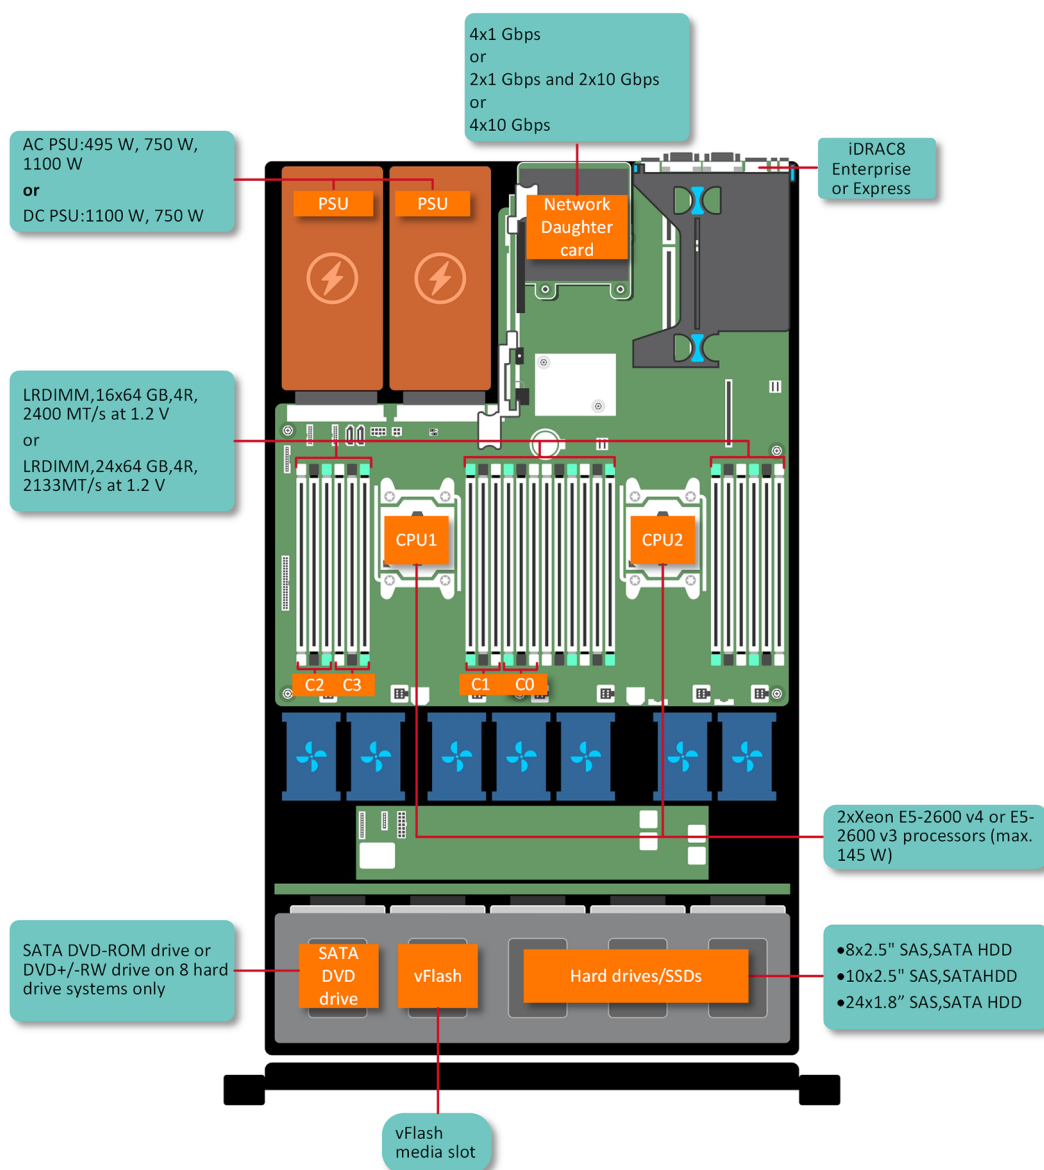 4x1 Gbps
or
2x1 Gbps and 2x10 Gbps
or
4x10 Gbps
AC PSU:495 W, 750 W,
1100 W
or
DC PSU:1100 W, 750 W
iDRAC8
Enterprise
or Express
PSU
PSU
Network
Daughter
card
LRDIMM,16x64 GB,4R,
2400 MT/s at 1.2 V
or
LRDIMM,24x64 GB,4R,
2133MT/s at 1.2 V
CPU1
CPU2
C2
C3
C1
C0
2xXeon E5-2600 v4 or E5-
2600 v3 processors (max.
145 W)
SATA DVD-ROM drive or
DVD+/-RW drive on 8 hard
drive systems only
SATA
DVD
drive
vFlash
Hard drives/SSDs
●8x2.5" SAS,SATA HDD
●10x2.5" SAS,SATAHDD
●24x1.8” SAS,SATA HDD
vFlash
media slot